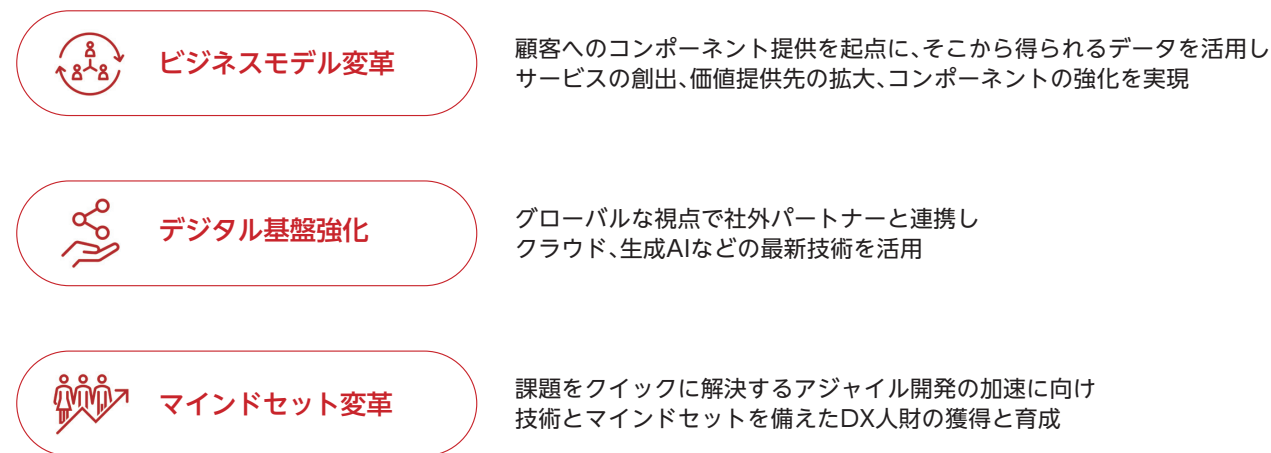 ビジネスモデル変革
顧客へのコンポーネント提供を起点に、そこから得られるデータを活用し
サービスの創出、価値提供先の拡大、コンポーネントの強化を実現
デジタル基盤強化
グローバルな視点で社外パートナーと連携し
クラウド、生成AIなどの最新技術を活用
マインドセット変革
課題をクイックに解決するアジャイル開発の加速に向け
技術とマインドセットを備えたDX人財の獲得と育成